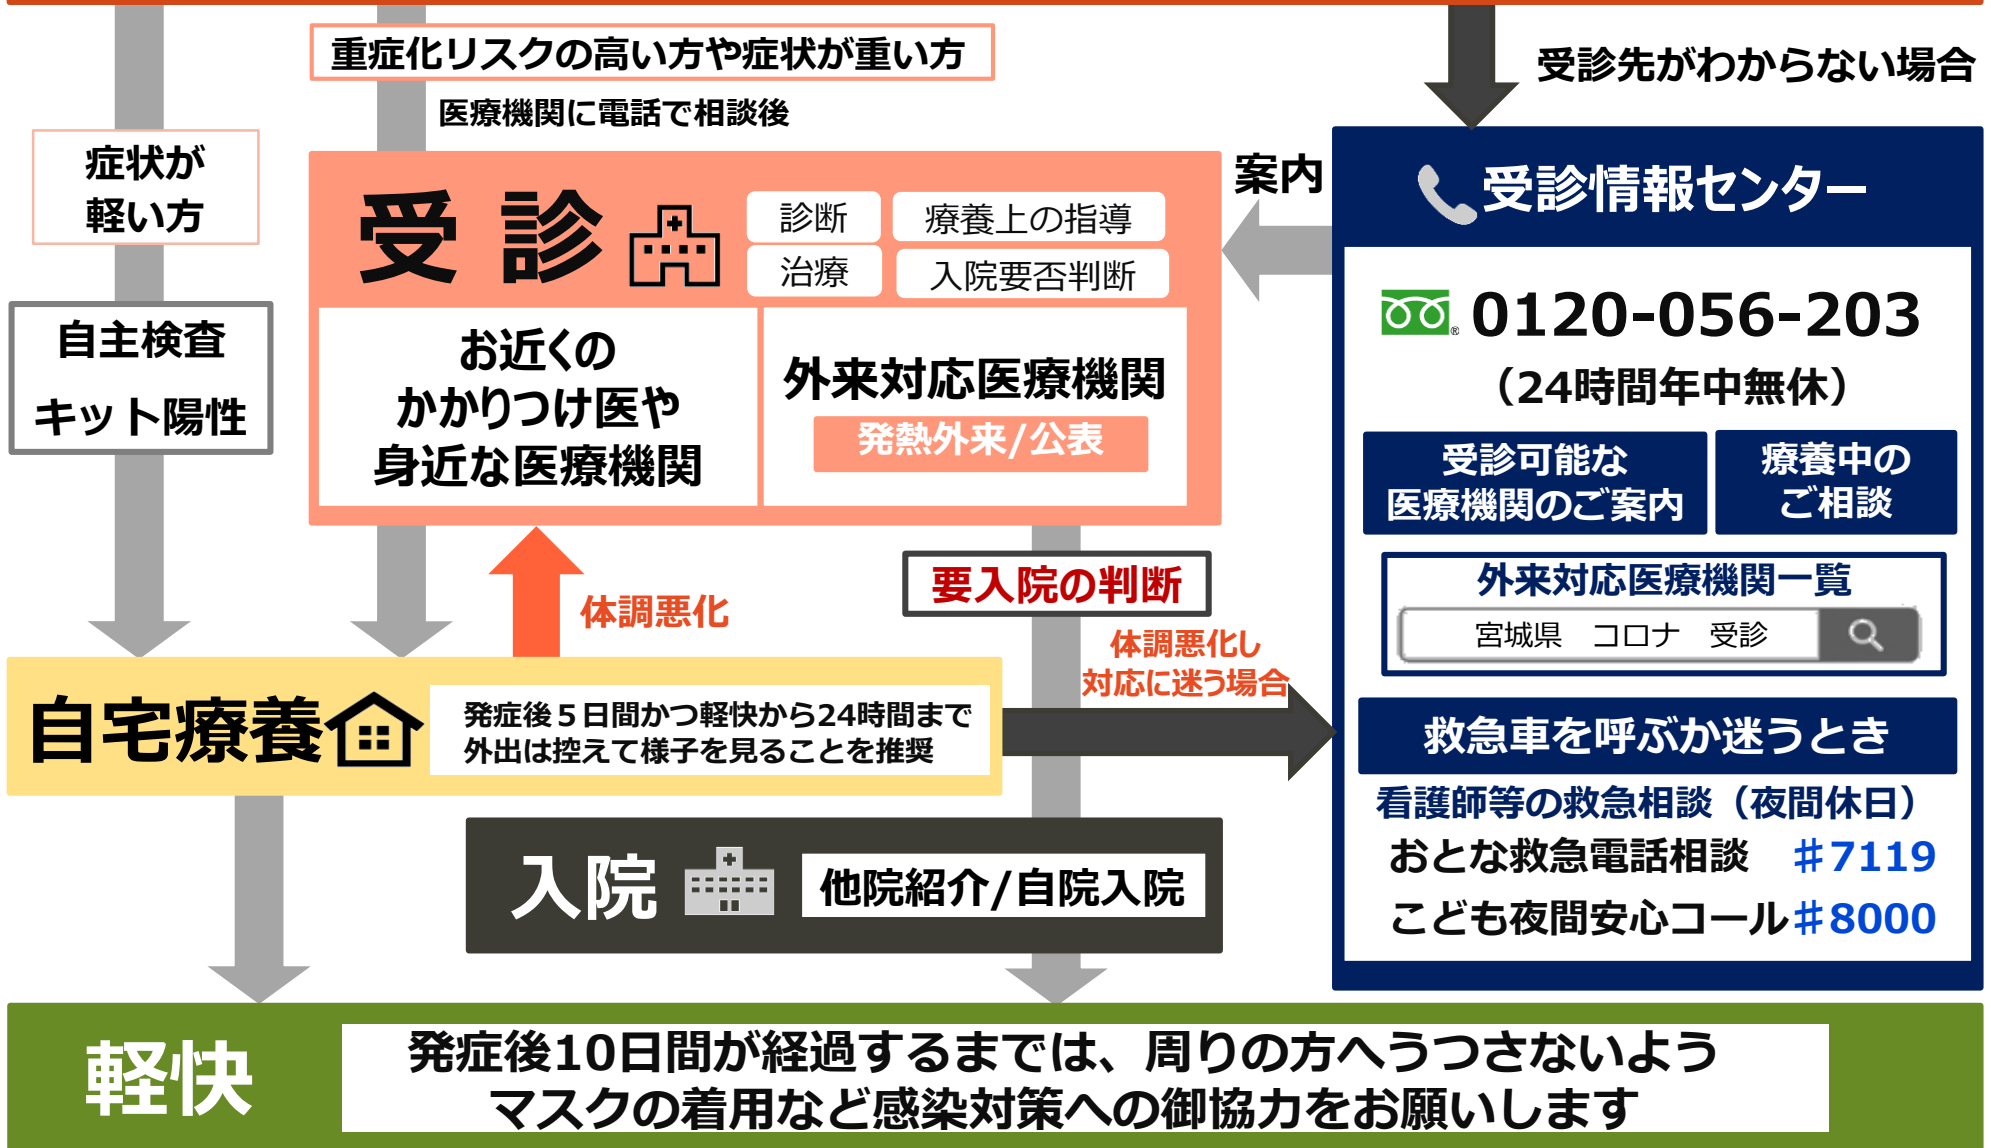 重症化リスクの高い方や症状が重い方
医療機関に電話で相談後
受診先がわからない場合
症状が
軽い方
自主検査
キット陽性
受診
診断
療養上の指導
治療
入院要否判断
お近くの
かかりつけ医や
身近な医療機関
外来対応医療機関
発熱外来/公表
案内
受診情報センター
0120-056-203
（24時間年中無休）
受診可能な
医療機関のご案内
療養中の
ご相談
外来対応医療機関一覧
宮城県　コロナ　受診
救急車を呼ぶか迷うとき
看護師等の救急相談（夜間休日）
おとな救急電話相談　♯7119
こども夜間安心コール♯8000
体調悪化
要入院の判断
体調悪化し
対応に迷う場合
自宅療養
発症後５日間かつ軽快から24時間まで
外出は控えて様子を見ることを推奨
入院
他院紹介/自院入院
軽快
発症後10日間が経過するまでは、周りの方へうつさないよう
マスクの着用など感染対策への御協力をお願いします